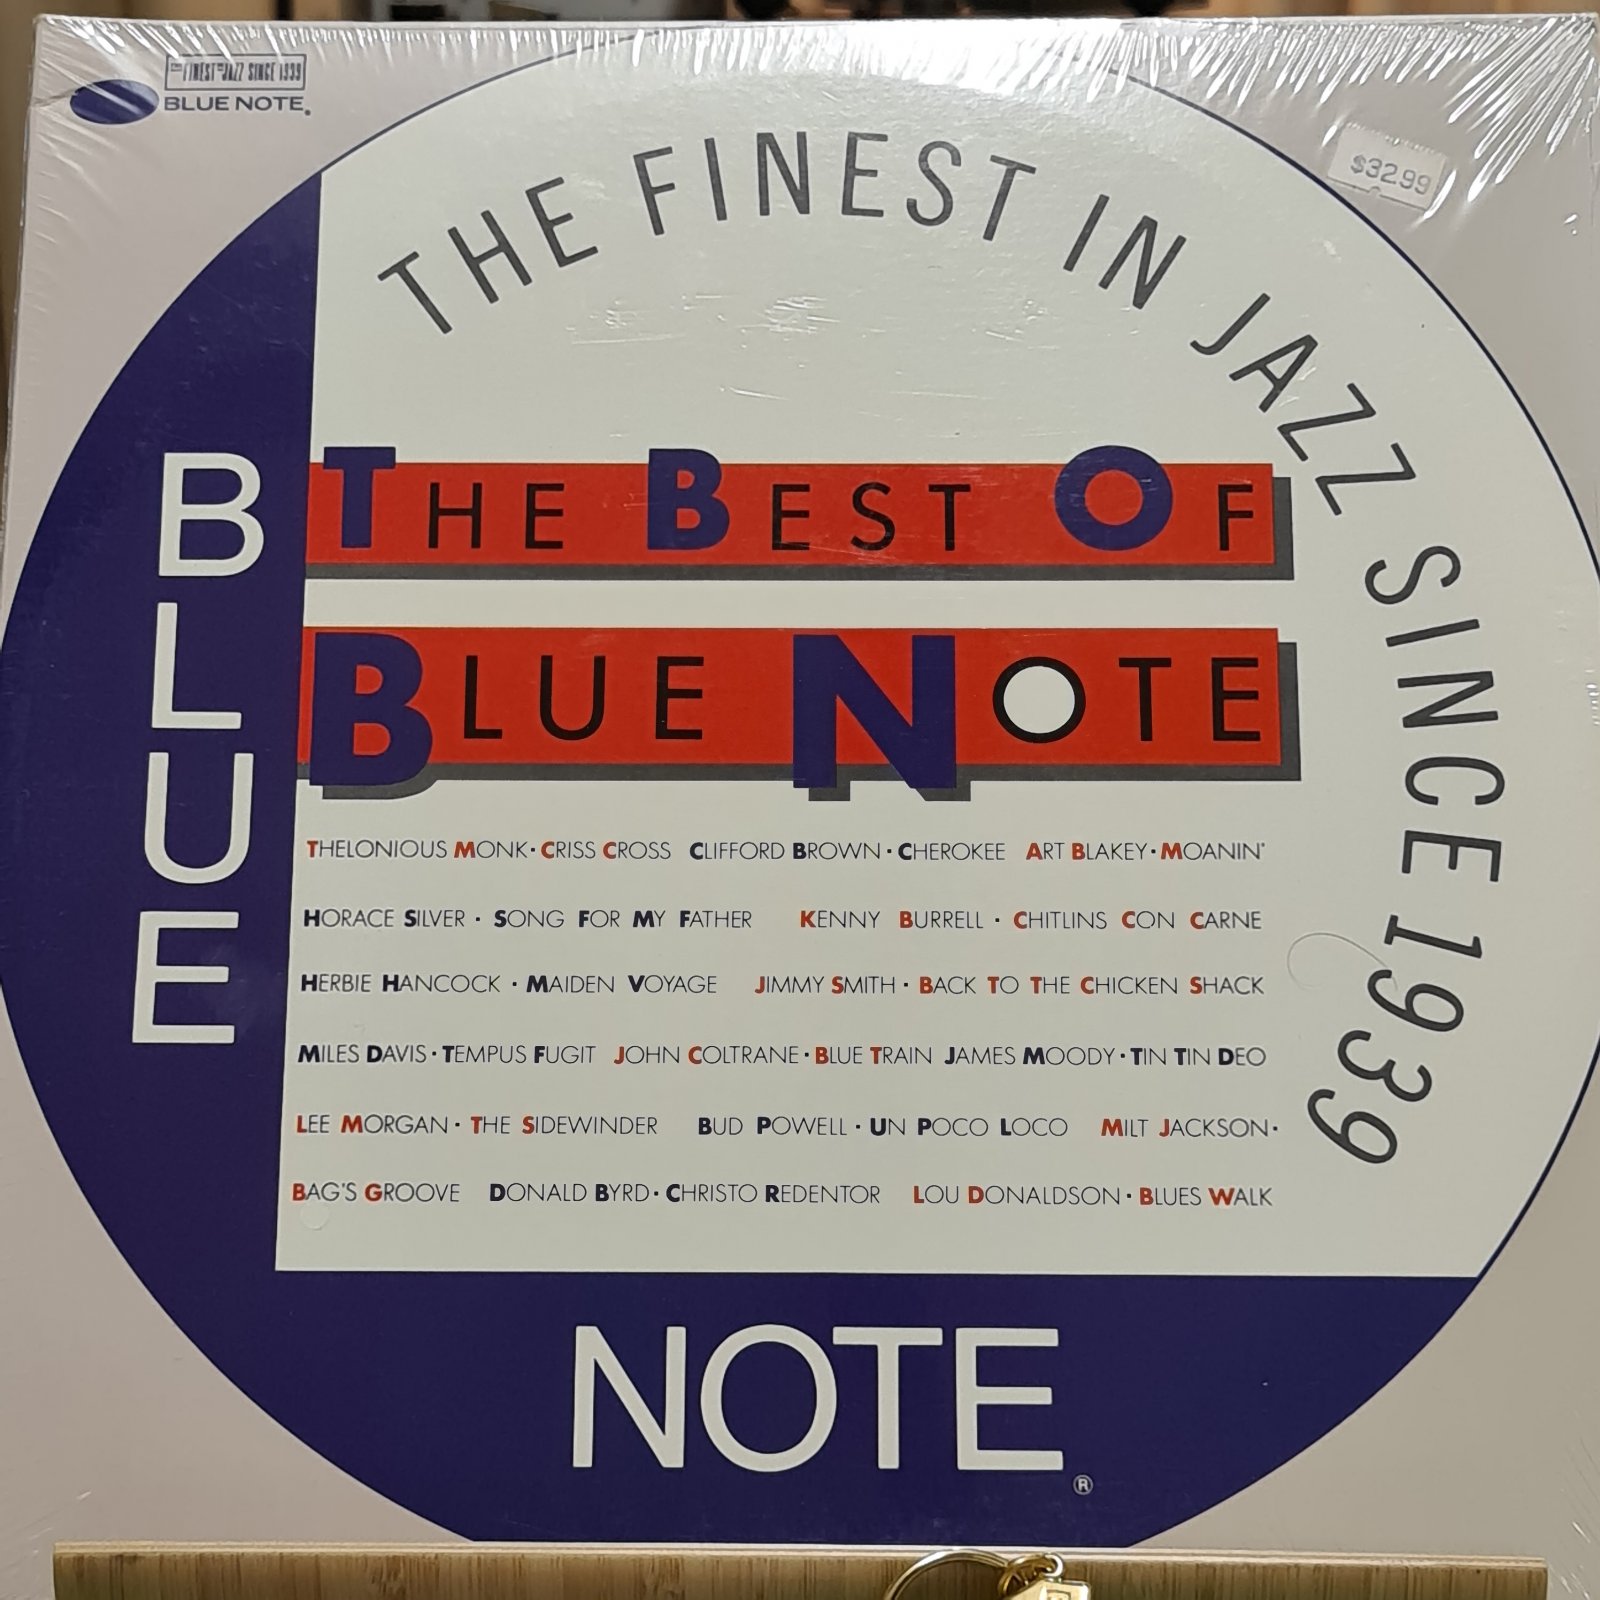 THE FINEST IN JAZZ SINCE 1939
BLUE NOTE.
$32.99
THE FINEST IN JAZZ SINCE 1939
THE BEST OF
BLUE NOTE
BLUE
THELONIOUS MONK · CRISS CROSS CLIFFORD BROWN · CHEROKEE ART BLAKEY · MOANIN'
HORACE SILVER · SONG FOR MY FATHER KENNY BURRELL · CHITLINS CON CARNE
HERBIE HANCOCK · MAIDEN VOYAGE JIMMY SMITH · BACK TO THE CHICKEN SHACK
MILES DAVIS · TEMPUS FUGIT JOHN COLTRANE · BLUE TRAIN JAMES MOODY · TIN TIN DEO
LEE MORGAN · THE SIDEWINDER BUD POWELL · UN POCO LOCO MILT JACKSON ·
BAG'S GROOVE DONALD BYRD · CHRISTO REDENTOR LOU DONALDSON · BLUES WALK
NOTE
®